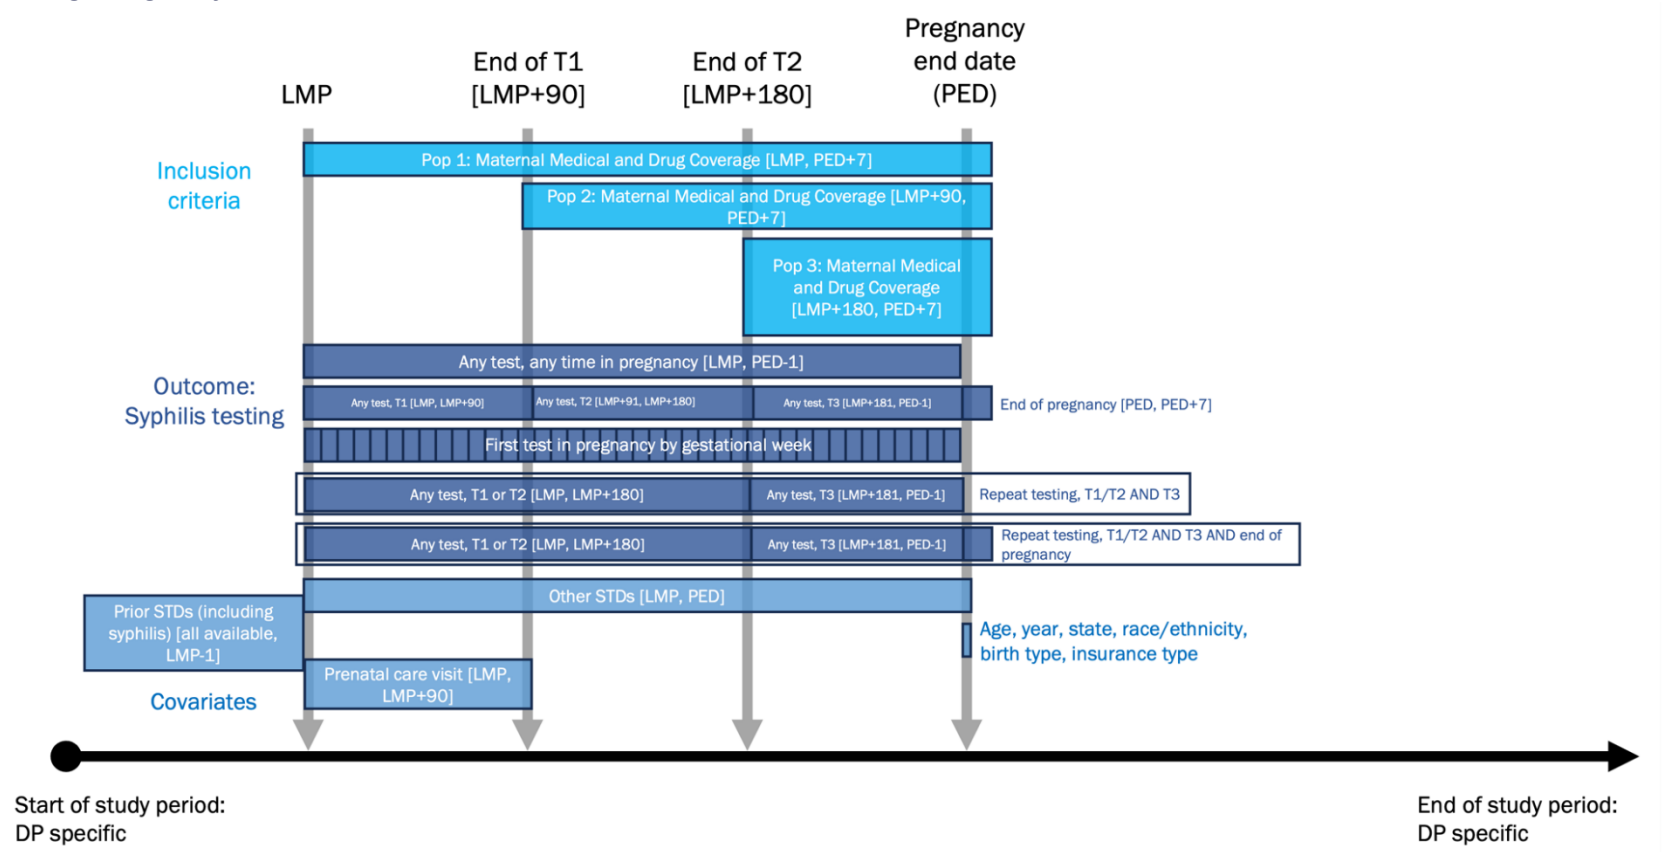 Pregnancy
end date
(PED)
End of T1
[LMP+90]
End of T2
[LMP+180]
LMP
Inclusion
criteria
Pop 1: Maternal Medical and Drug Coverage [LMP, PED+7]
Pop 2: Maternal Medical and Drug Coverage [LMP+90,
PED+7]
Pop 3: Maternal Medical
and Drug Coverage
[LMP+180, PED+7]
Outcome:
Syphilis testing
Any test, any time in pregnancy [LMP, PED-1]
Any test, T1 [LMP, LMP+90]
Any test, T2 [LMP+91, LMP+180]
Any test, T3 [LMP+181, PED-1]
End of pregnancy [PED, PED+7]
First test in pregnancy by gestational week
Any test, T1 or T2 [LMP, LMP+180]
Any test, T3 [LMP+181, PED-1]
Repeat testing, T1/T2 AND T3
Any test, T1 or T2 [LMP, LMP+180]
Any test, T3 [LMP+181, PED-1]
Repeat testing, T1/T2 AND T3 AND end of
pregnancy
Other STDs [LMP, PED]
Prior STDs (including
syphilis) [all available,
LMP-1]
Age, year, state, race/ethnicity,
birth type, insurance type
Prenatal care visit [LMP,
LMP+90]
Covariates
Start of study period:
DP specific
End of study period:
DP specific